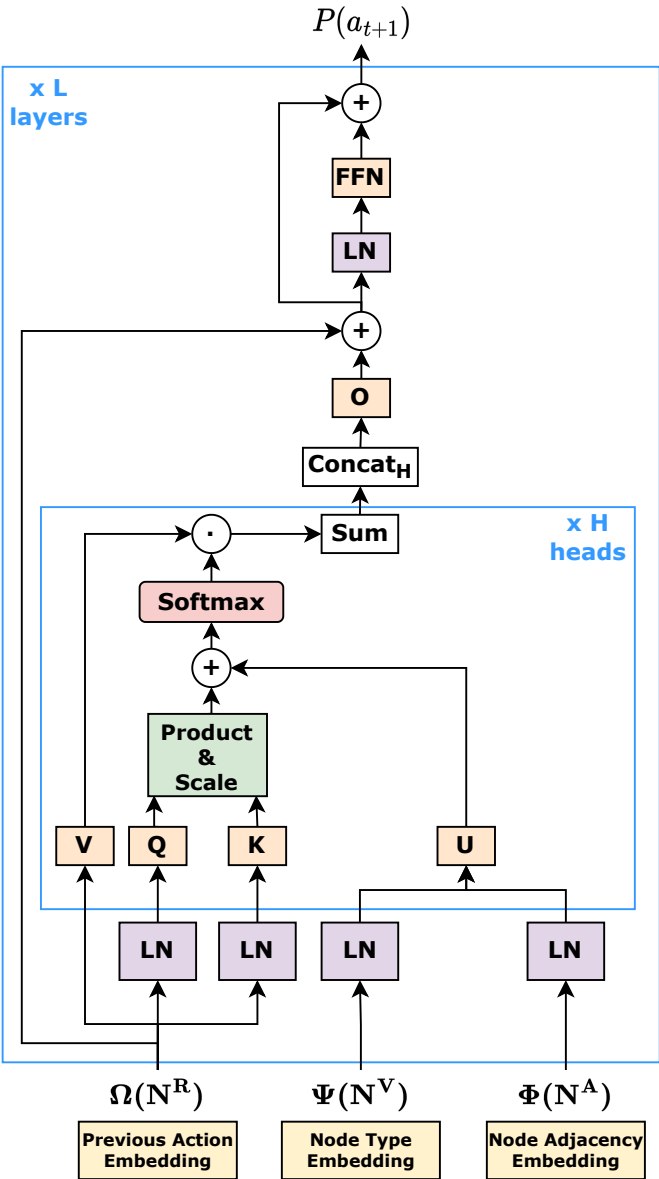 P(a_{t+1})
x L
layers
+
FFN
LN
+
O
Concat_H
x H
heads
· Sum
Softmax
+
Product
&
Scale
V Q K U
LN LN LN LN
Ω(N^R) Ψ(N^V) Φ(N^A)
Previous Action
Embedding
Node Type
Embedding
Node Adjacency
Embedding